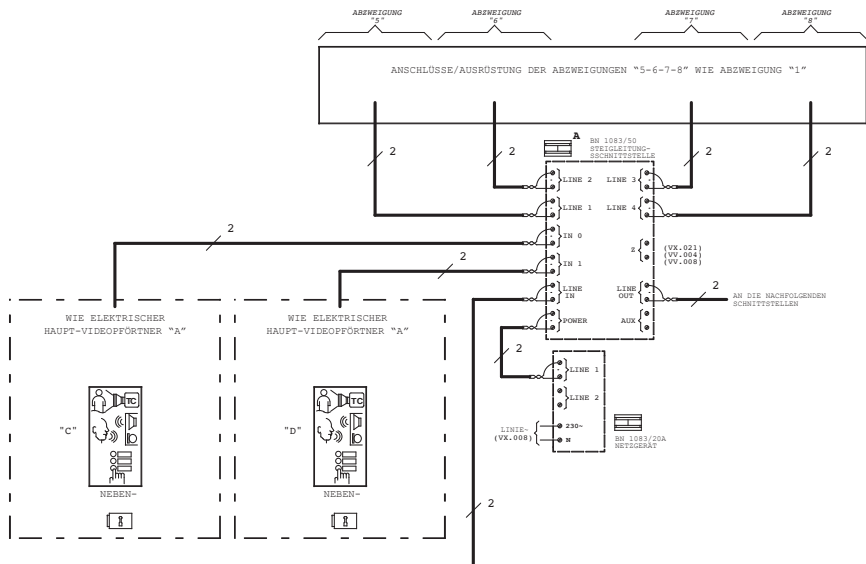 ABZWEIGUNG ABZWEIGUNG ABZWEIGUNG ABZWEIGUNG
"5" "6" "7" "8"
ANSCHLÜSSE/AUSRÜSTUNG DER ABZWEIGUNGEN "5-6-7-8" WIE ABZWEIGUNG "1"
2 2 2 2
A
BN 1083/50
STEIGLEITUNG-
SSCHNITTSTELLE
LINE 2 LINE 3
LINE 1 LINE 4
2
IN 0
Z (VX.021)
(VV.004)
(VV.008)
2
IN 1
LINE
IN
LINE
OUT
2
AN DIE NACHFOLGENDEN
SCHNITTSTELLEN
POWER AUX
2
LINE 1
LINE 2
LINIE~
(VX.008)
230~
N
BN 1083/20A
NETZGERÄT
WIE ELEKTRISCHER
HAUPT-VIDEOPFÖRTNER "A"
TC
"C"
NEBEN-
WIE ELEKTRISCHER
HAUPT-VIDEOPFÖRTNER "A"
TC
"D"
NEBEN-
2